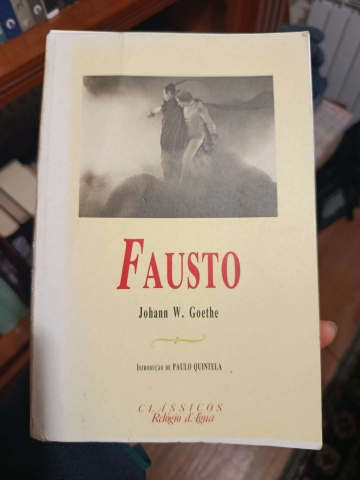 FAUSTO
Johann W. Goethe
INTRODUÇÃO DE PAULO QUINTELA
CLÁSSICOS
Relógio d'Água